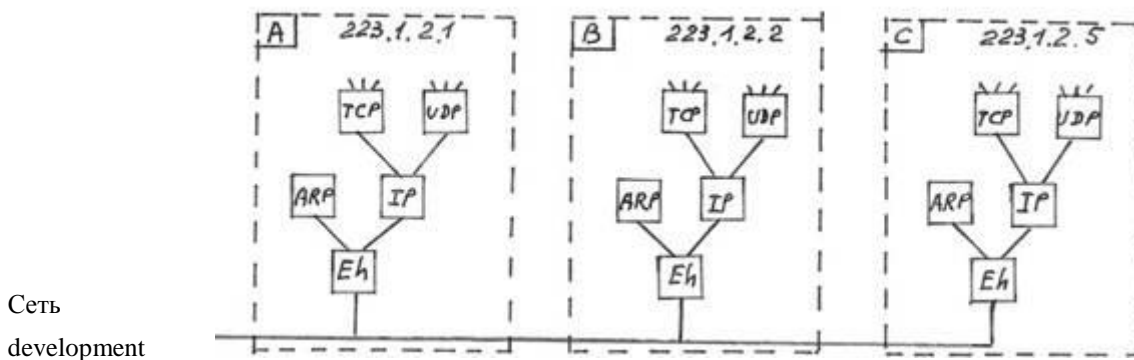 A 223.1.2.1 B 223.1.2.2 C 223.1.2.5
TCP UDP TCP UDP TCP UDP
ARP IP ARP IP ARP IP
Eh Eh Eh
Сеть
development